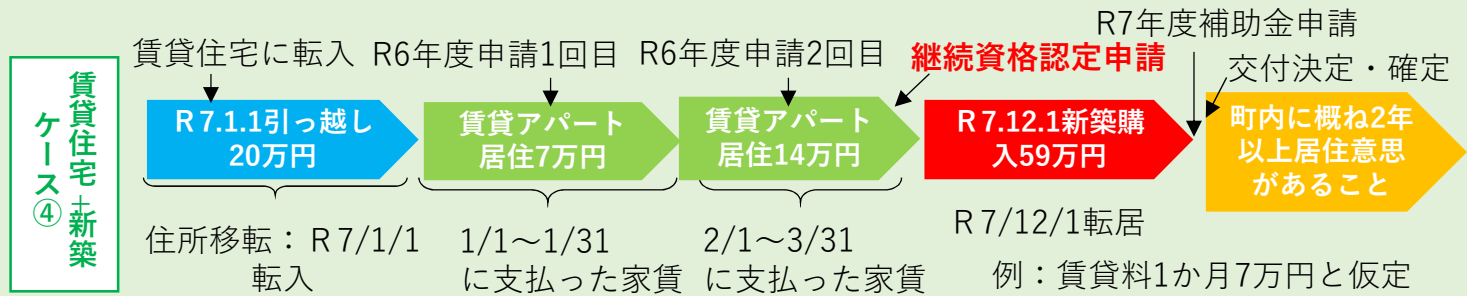 賃貸住宅＋新築
ケース④
賃貸住宅に転入
R6年度申請1回目
R6年度申請2回目
継続資格認定申請
R7年度補助金申請
交付決定・確定
R 7.1.1引っ越し
20万円
賃貸アパート
居住7万円
賃貸アパート
居住14万円
R 7.12.1新築購
入59万円
町内に概ね2年
以上居住意思
があること
住所移転：R 7/1/1
転入
1/1～1/31
に支払った家賃
2/1～3/31
に支払った家賃
R 7/12/1転居
例：賃貸料1か月7万円と仮定